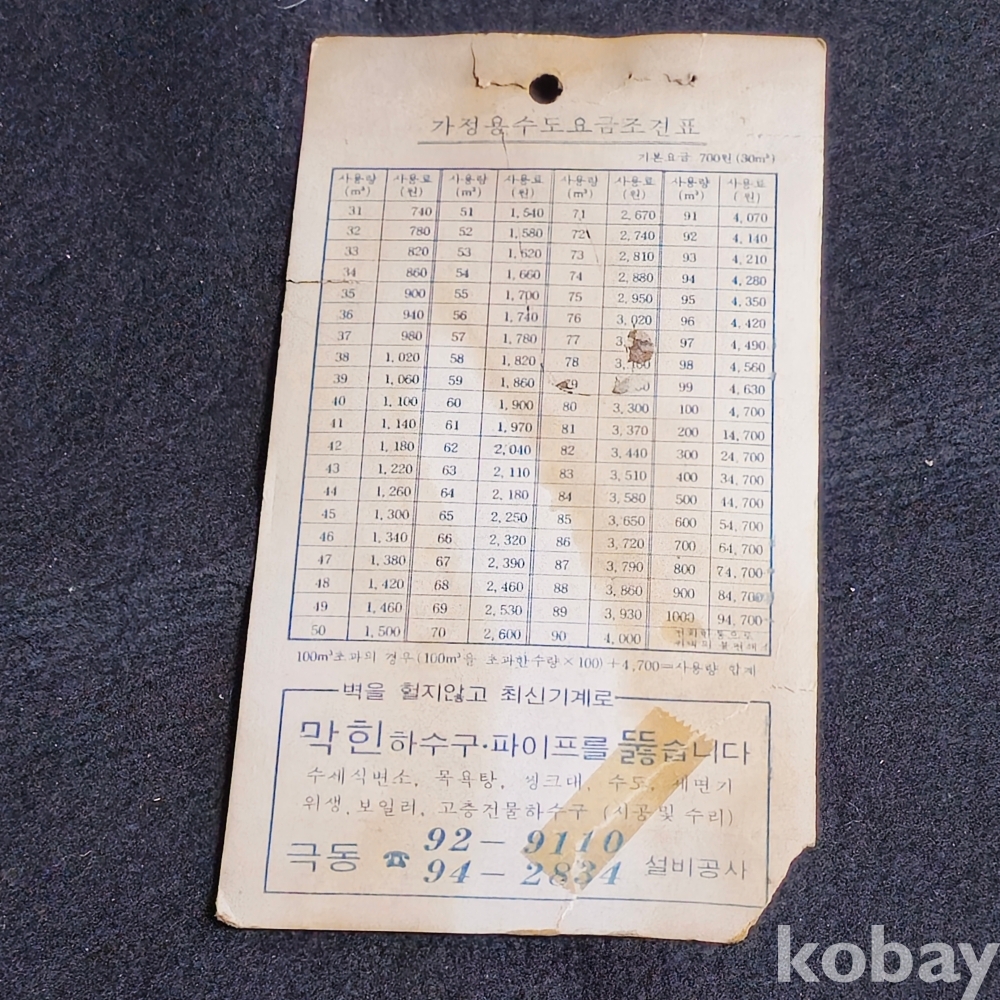 가정용수도요금조견표
기본요금 700원 (30m³)
사용량 (m³) 사용료 (원) 사용량 (m³) 사용료 (원) 사용량 (m³) 사용료 (원) 사용량 (m³) 사용료 (원)
31 740 51 1,540 71 2,670 91 4,070
32 780 52 1,580 72 2,740 92 4,140
33 820 53 1,620 73 2,810 93 4,210
34 860 54 1,660 74 2,880 94 4,280
35 900 55 1,700 75 2,950 95 4,350
36 940 56 1,740 76 3,020 96 4,420
37 980 57 1,780 77 97 4,490
38 1,020 58 1,820 78 98 4,560
39 1,060 59 1,860 99 4,630
40 1,100 60 1,900 80 3,300 100 4,700
41 1,140 61 1,970 81 3,370 200 14,700
42 1,180 62 2,040 82 3,440 300 24,700
43 1,220 63 2,110 83 3,510 400 34,700
44 1,260 64 2,180 84 3,580 500 44,700
45 1,300 65 2,250 85 3,650 600 54,700
46 1,340 66 2,320 86 3,720 700 64,700
47 1,380 67 2,390 87 3,790 800 74,700
48 1,420 68 2,460 88 3,860 900 84,700
49 1,460 69 2,530 89 3,930 1000 94,700
50 1,500 70 2,600 90 4,000
100m³초과의 경우(100m³을 초과한수량×100)+4,700=사용량 합계
벽을 헐지않고 최신기계로
막힌하수구·파이프를 뚫습니다
수세식변소, 목욕탕, 씽크대, 수도, 세면기
위생, 보일러, 고층건물하수구 (시공및 수리)
극동 ☎ 92-9110
94-2834 설비공사
kobay